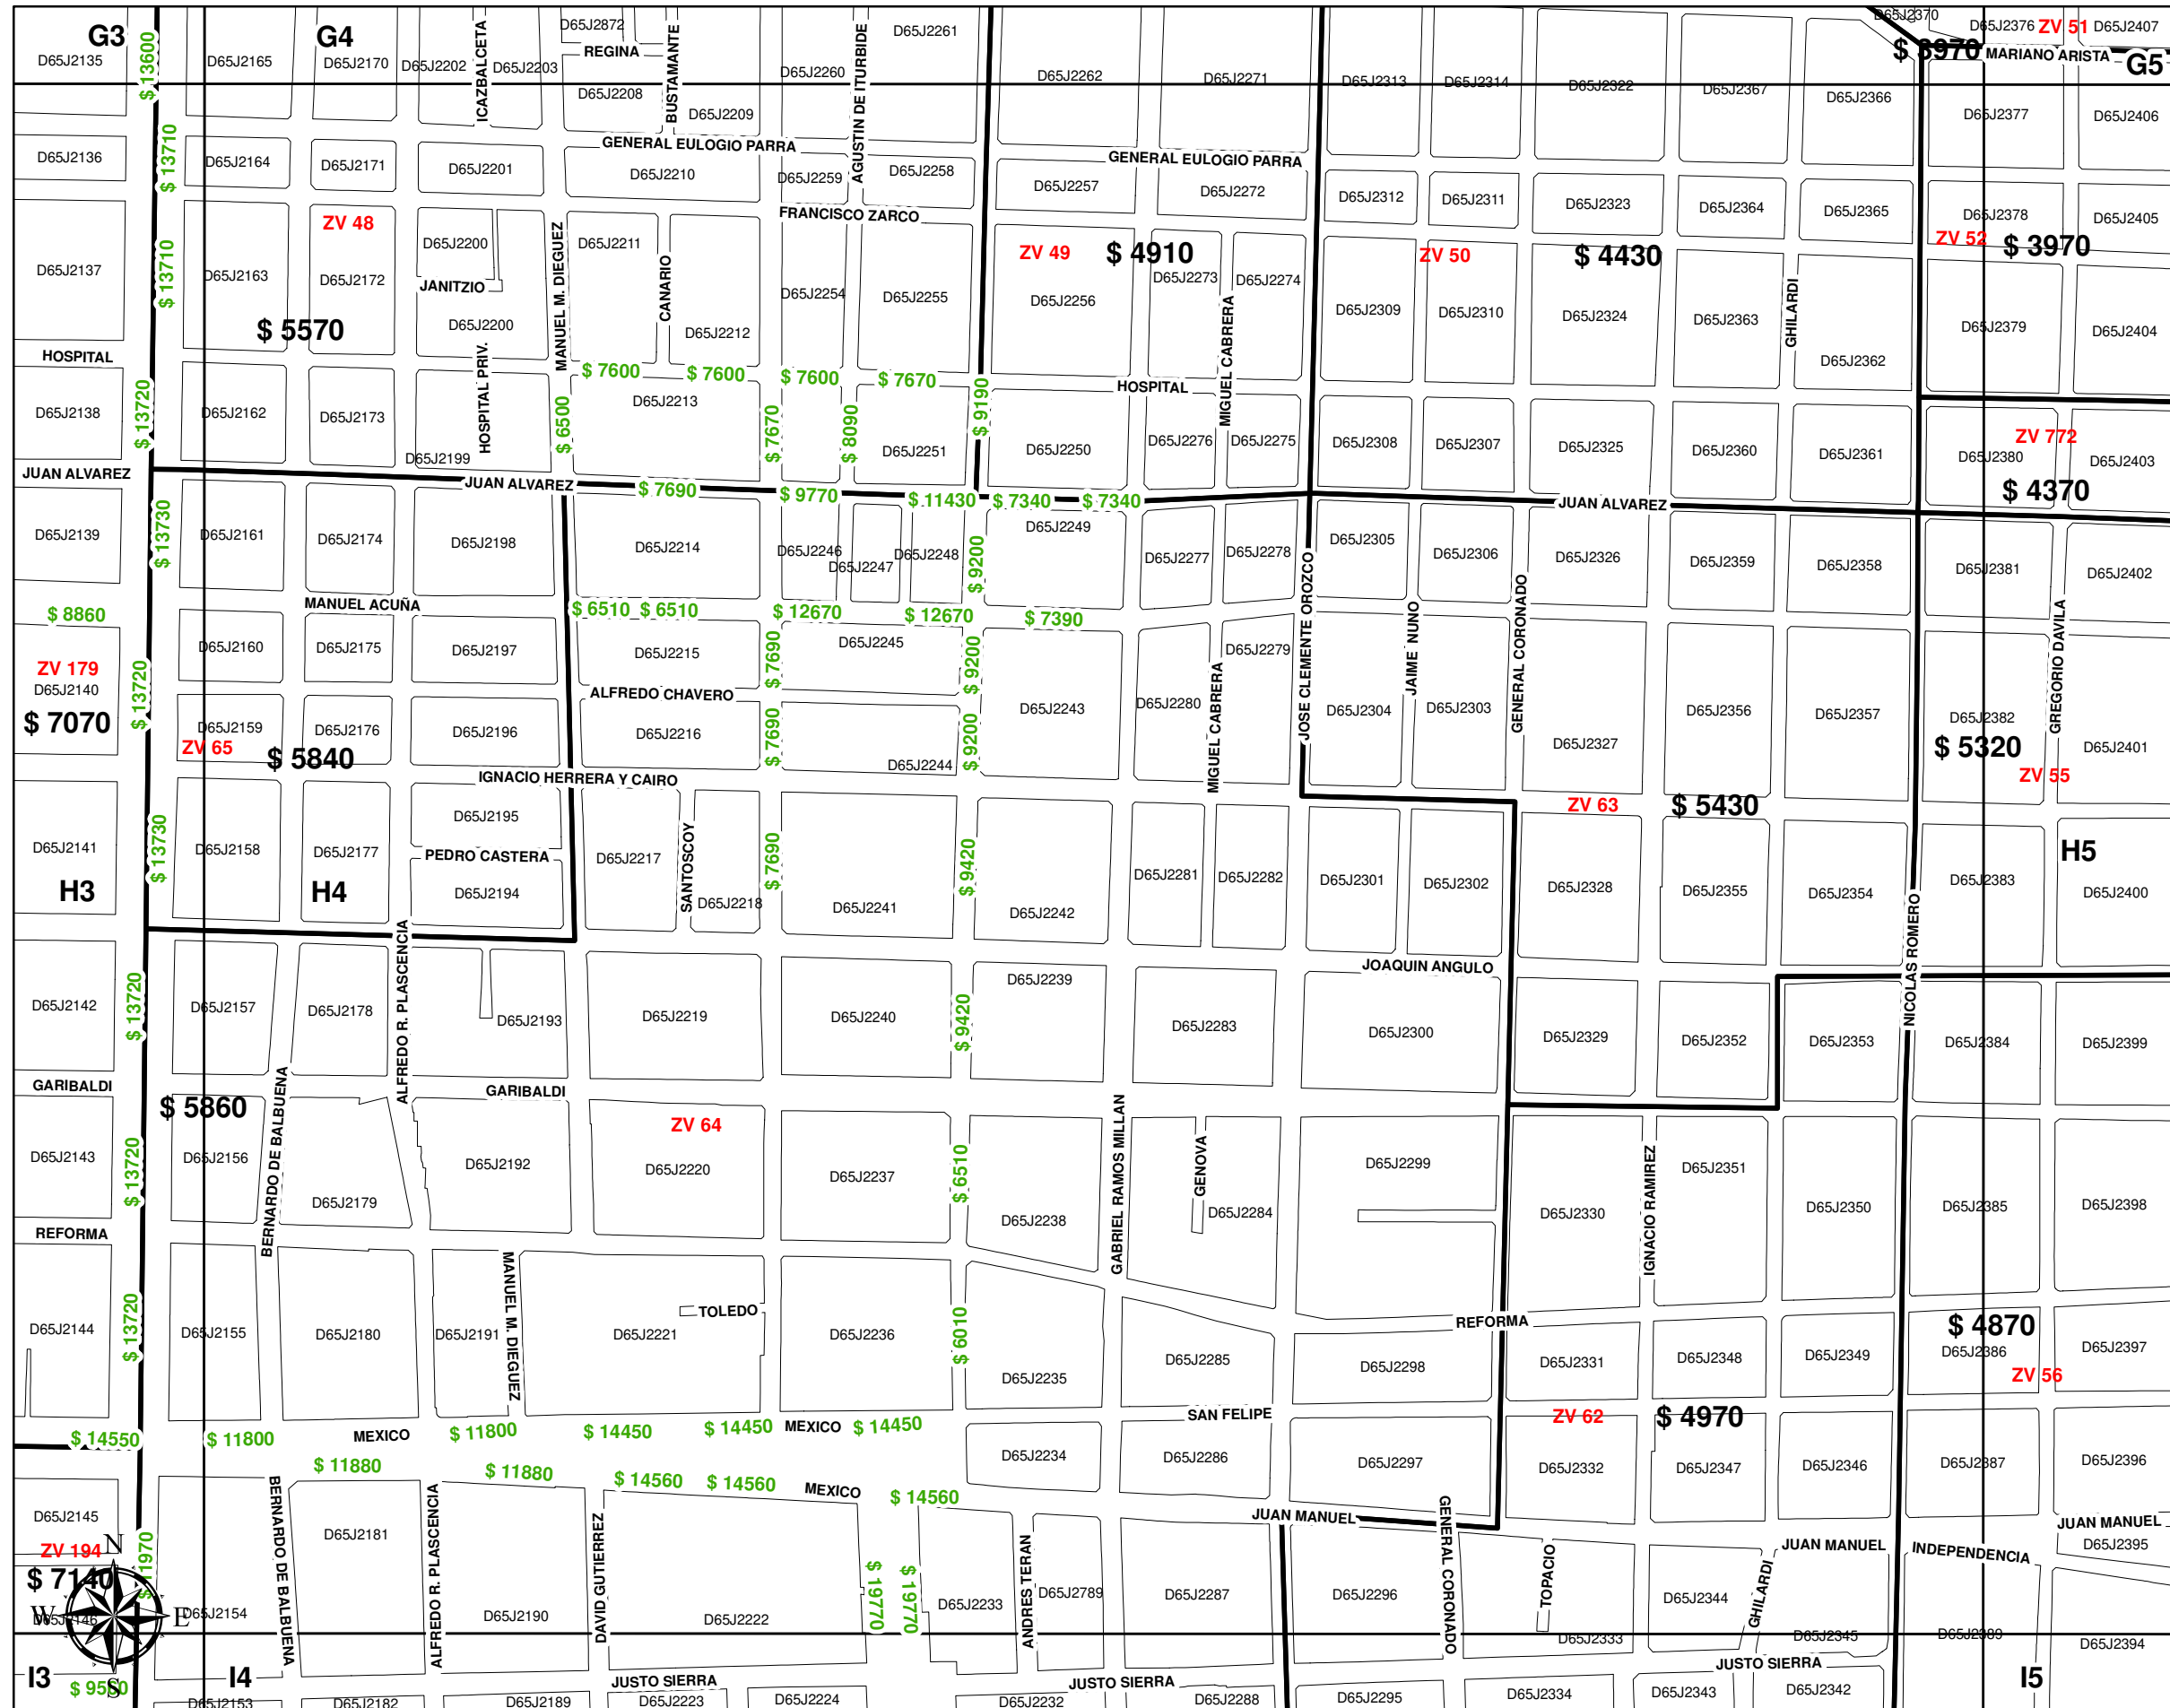 G3
G4
D65J2135
$ 13600
D65J2165
D65J2170
D65J2202
ICAZBALCETA
D65J2203
D65J2872
REGINA
D65J2208
BUSTAMANTE
D65J2209
D65J2260
AGUSTIN DE ITURBIDE
D65J2261
D65J2262
D65J2271
D65J2313
D65J2314
D65J2322
D65J2367
D65J2366
D65J2370
$ 3970
D65J2376
ZV 51
D65J2407
MARIANO ARISTA
G5
D65J2377
D65J2406
D65J2136
$ 13710
D65J2164
D65J2171
D65J2201
GENERAL EULOGIO PARRA
D65J2210
D65J2259
D65J2258
GENERAL EULOGIO PARRA
D65J2257
D65J2272
D65J2312
D65J2311
D65J2323
D65J2364
D65J2365
D65J2378
D65J2405
FRANCISCO ZARCO
ZV 48
D65J2137
$ 13710
D65J2163
D65J2172
D65J2200
JANITZIO
D65J2200
MANUEL M. DIEGUEZ
D65J2211
CANARIO
D65J2212
D65J2254
D65J2255
ZV 49
$ 4910
D65J2256
D65J2273
D65J2274
MIGUEL CABRERA
ZV 50
$ 4430
D65J2309
D65J2310
D65J2324
D65J2363
GHILARDI
D65J2362
ZV 52
$ 3970
D65J2379
D65J2404
$ 5570
HOSPITAL
$ 7600
$ 7600
$ 7600
$ 7670
HOSPITAL
D65J2138
$ 13720
D65J2162
D65J2173
HOSPITAL PRIV.
D65J2199
$ 6500
D65J2213
$ 7670
$ 8090
D65J2251
$ 9190
D65J2250
D65J2276
D65J2275
D65J2308
D65J2307
D65J2325
D65J2360
D65J2361
ZV 772
D65J2380
D65J2403
$ 4370
JUAN ALVAREZ
JUAN ALVAREZ
$ 7690
$ 9770
$ 11430
$ 7340
$ 7340
JUAN ALVAREZ
D65J2139
$ 13730
D65J2161
D65J2174
D65J2198
D65J2214
D65J2246
D65J2247
D65J2248
$ 9200
D65J2249
D65J2277
D65J2278
JOSE CLEMENTE OROZCO
D65J2305
D65J2306
D65J2326
D65J2359
D65J2358
D65J2381
D65J2402
$ 8860
MANUEL ACUÑA
$ 6510
$ 6510
$ 12670
$ 12670
$ 7390
ZV 179
D65J2140
$ 7070
$ 13720
D65J2160
D65J2175
D65J2197
D65J2215
$ 7690
D65J2245
$ 9200
D65J2243
D65J2280
MIGUEL CABRERA
D65J2279
D65J2304
JAIME NUNO
D65J2303
GENERAL CORONADO
D65J2327
D65J2356
D65J2357
D65J2382
$ 5320
GREGORIO DAVILA
ZV 55
D65J2401
ALFREDO CHAVERO
D65J2159
ZV 65
$ 5840
D65J2176
D65J2196
D65J2216
$ 7690
D65J2244
$ 9200
IGNACIO HERRERA Y CAIRO
ZV 63
$ 5430
D65J2141
H3
$ 13730
D65J2158
D65J2177
H4
D65J2195
PEDRO CASTERA
D65J2194
D65J2217
SANTOSCOY
D65J2218
$ 7690
D65J2241
$ 9420
D65J2242
D65J2281
D65J2282
D65J2301
D65J2302
D65J2328
D65J2355
D65J2354
NICOLAS ROMERO
D65J2383
H5
D65J2400
JOAQUIN ANGULO
D65J2142
$ 13720
D65J2157
D65J2178
ALFREDO R. PLASCENCIA
D65J2193
D65J2219
D65J2240
$ 9420
D65J2239
D65J2283
D65J2300
D65J2329
D65J2352
D65J2353
D65J2384
D65J2399
GARIBALDI
GARIBALDI
$ 5860
D65J2143
$ 13720
D65J2156
BERNARDO DE BALBUENA
D65J2179
D65J2192
ZV 64
D65J2220
D65J2237
$ 6510
D65J2238
GABRIEL RAMOS MILLAN
GENOVA
D65J2284
D65J2299
D65J2330
IGNACIO RAMIREZ
D65J2351
D65J2350
D65J2385
D65J2398
REFORMA
D65J2144
$ 13720
D65J2155
D65J2180
D65J2191
MANUEL M. DIEGUEZ
TOLEDO
D65J2221
D65J2236
$ 6010
D65J2235
D65J2285
D65J2298
REFORMA
D65J2331
D65J2348
D65J2349
$ 4870
D65J2386
ZV 56
D65J2397
$ 14550
$ 11800
MEXICO
$ 11800
$ 14450
$ 14450
MEXICO
$ 14450
SAN FELIPE
ZV 62
$ 4970
$ 11880
$ 11880
$ 14560
$ 14560
MEXICO
$ 14560
D65J2234
D65J2286
D65J2297
D65J2332
D65J2347
D65J2346
D65J2387
D65J2396
D65J2145
ZV 194
$ 7140
N
W
E
S
D65J2146
$ 11970
D65J2154
BERNARDO DE BALBUENA
D65J2181
ALFREDO R. PLASCENCIA
D65J2190
DAVID GUTIERREZ
D65J2222
$ 19770
$ 19770
D65J2233
ANDRES TERAN
D65J2789
D65J2287
JUAN MANUEL
D65J2296
GENERAL CORONADO
TOPACIO
D65J2333
D65J2344
GHILARDI
JUAN MANUEL
D65J2345
INDEPENDENCIA
D65J2389
JUAN MANUEL
D65J2395
D65J2394
I3
I4
JUSTO SIERRA
JUSTO SIERRA
JUSTO SIERRA
I5
D65J2153
D65J2182
D65J2189
D65J2223
D65J2224
D65J2232
D65J2288
D65J2295
D65J2334
D65J2343
D65J2342